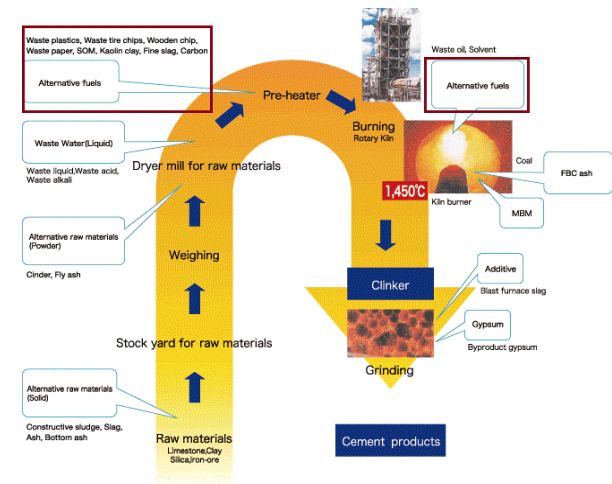 Waste plastics, Waste tire chips, Wooden chip,
Waste paper, SOM, Kaolin clay, Fine slag, Carbon
Alternative fuels
Waste oil, Solvent
Alternative fuels
Pre-heater
Burning
Rotary Kiln
Waste Water(Liquid)
Waste liquid,Waste acid,
Waste alkali
Dryer mill for raw materials
Coal
FBC ash
1,450℃
Kiln burner
MBM
Alternative raw materials
(Powder)
Cinder, Fly ash
Weighing
Clinker
Additive
Blast furnace slag
Gypsum
Byproduct gypsum
Stock yard for raw materials
Grinding
Alternative raw materials
(Solid)
Constructive sludge, Slag,
Ash, Bottom ash
Raw materials
Limestone,Clay
Silica,Iron-ore
Cement products